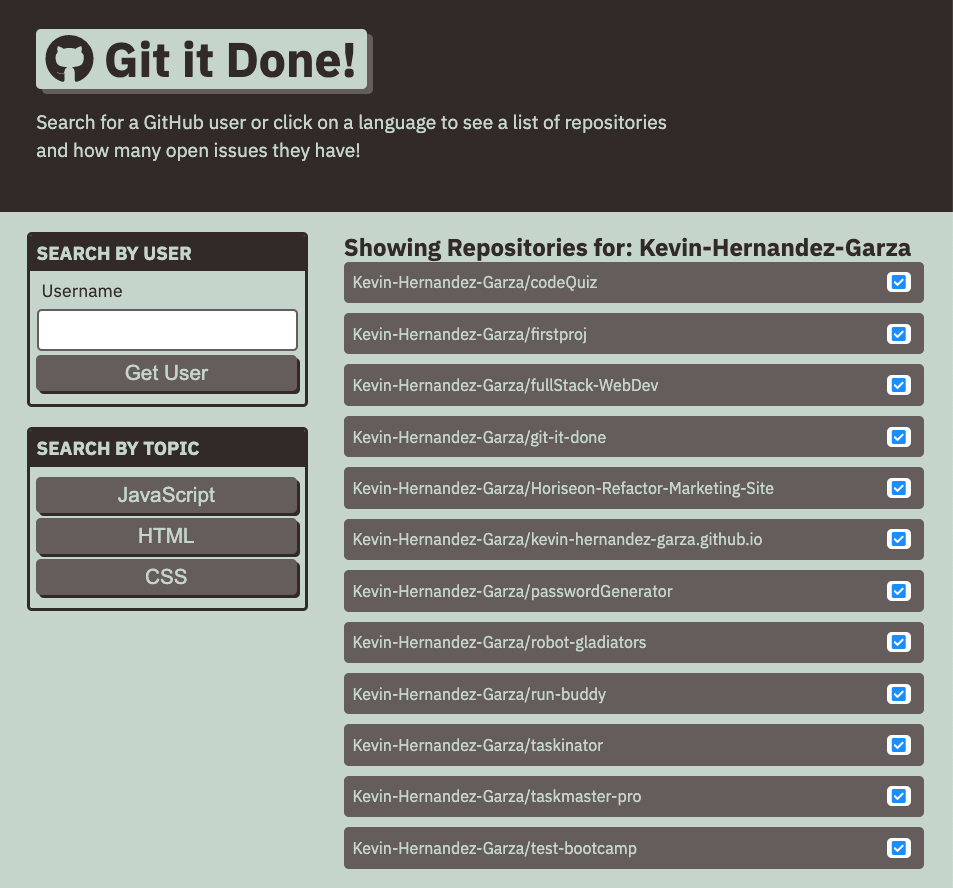 Git it Done!
Search for a GitHub user or click on a language to see a list of repositories
and how many open issues they have!
SEARCH BY USER
Username
Get User
SEARCH BY TOPIC
JavaScript
HTML
CSS
Showing Repositories for: Kevin-Hernandez-Garza
Kevin-Hernandez-Garza/codeQuiz
Kevin-Hernandez-Garza/firstproj
Kevin-Hernandez-Garza/fullStack-WebDev
Kevin-Hernandez-Garza/git-it-done
Kevin-Hernandez-Garza/Horiseon-Refactor-Marketing-Site
Kevin-Hernandez-Garza/kevin-hernandez-garza.github.io
Kevin-Hernandez-Garza/passwordGenerator
Kevin-Hernandez-Garza/robot-gladiators
Kevin-Hernandez-Garza/run-buddy
Kevin-Hernandez-Garza/taskinator
Kevin-Hernandez-Garza/taskmaster-pro
Kevin-Hernandez-Garza/test-bootcamp